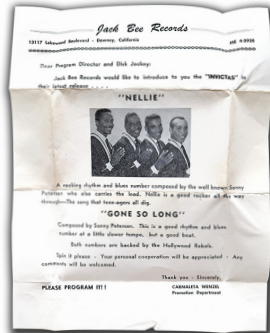 Jack Bee Records
13117 Lakewood Boulevard - Downey, California
ME 0-0938
Dear Program Director and Disk Jockey:
Jack Bee Records would like to introduce you the "INVICTAS" in
their latest release . . . .
"NELLIE"
A rocking rhythm and blues number composed by the well known Sonny
Peterson who also carries the lead. Nellie is a good rocker all the way
through—The song that teen-agers all dig.
"GONE SO LONG"
Composed by Sonny Peterson. This is a good rhythm and blues
number at a little slower tempo, but a good beat.
Both numbers are backed by the Hollywood Rebels.
Spin it please - Your personal cooperation will be appreciated - Any
comments will be welcomed.
Thank you - Sincerely,
PLEASE PROGRAM IT!!
CARMALETA WENZEL
Promotion Department